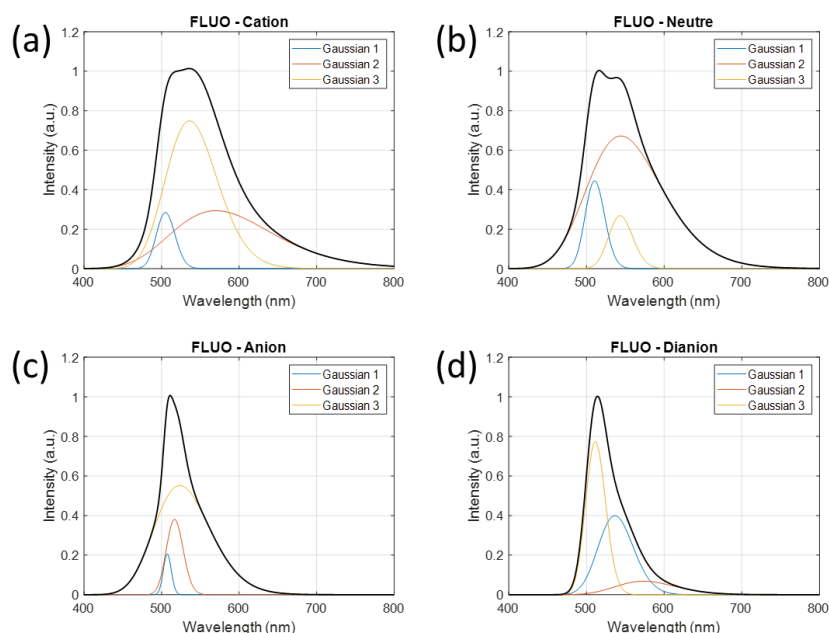 (a)
FLUO - Cation
1.2
1
0.8
0.6
0.4
0.2
0
Intensity (a.u.)
400 500 600 700 800
Wavelength (nm)
Gaussian 1
Gaussian 2
Gaussian 3
(b)
FLUO - Neutre
1.2
1
0.8
0.6
0.4
0.2
0
Intensity (a.u.)
400 500 600 700 800
Wavelength (nm)
Gaussian 1
Gaussian 2
Gaussian 3
(c)
FLUO - Anion
1.2
1
0.8
0.6
0.4
0.2
0
Intensity (a.u.)
400 500 600 700 800
Wavelength (nm)
Gaussian 1
Gaussian 2
Gaussian 3
(d)
FLUO - Dianion
1.2
1
0.8
0.6
0.4
0.2
0
Intensity (a.u.)
400 500 600 700 800
Wavelength (nm)
Gaussian 1
Gaussian 2
Gaussian 3